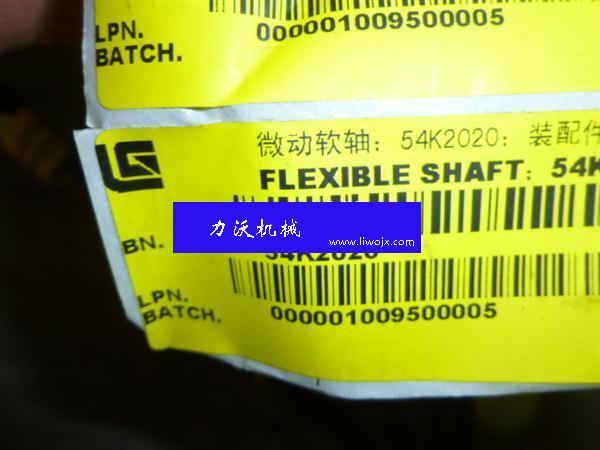 LPN.
BATCH.
000001009500005
LG
微动软轴：54K2020：装配件
FLEXIBLE SHAFT：54K
BN.
力沃机械
www.liwojx.com
54K2020
LPN.
BATCH.
000001009500005